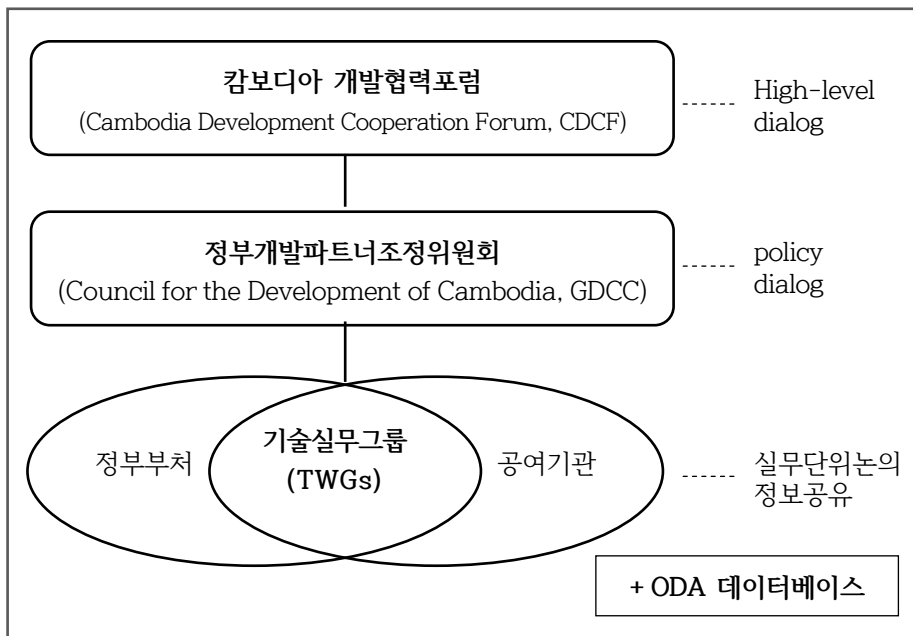 캄보디아 개발협력포럼
(Cambodia Development Cooperation Forum, CDCF)
High-level
dialog
정부개발파트너조정위원회
(Council for the Development of Cambodia, GDCC)
policy
dialog
정부부처
기술실무그룹
(TWGs)
공여기관
실무단위논의
정보공유
+ ODA 데이터베이스